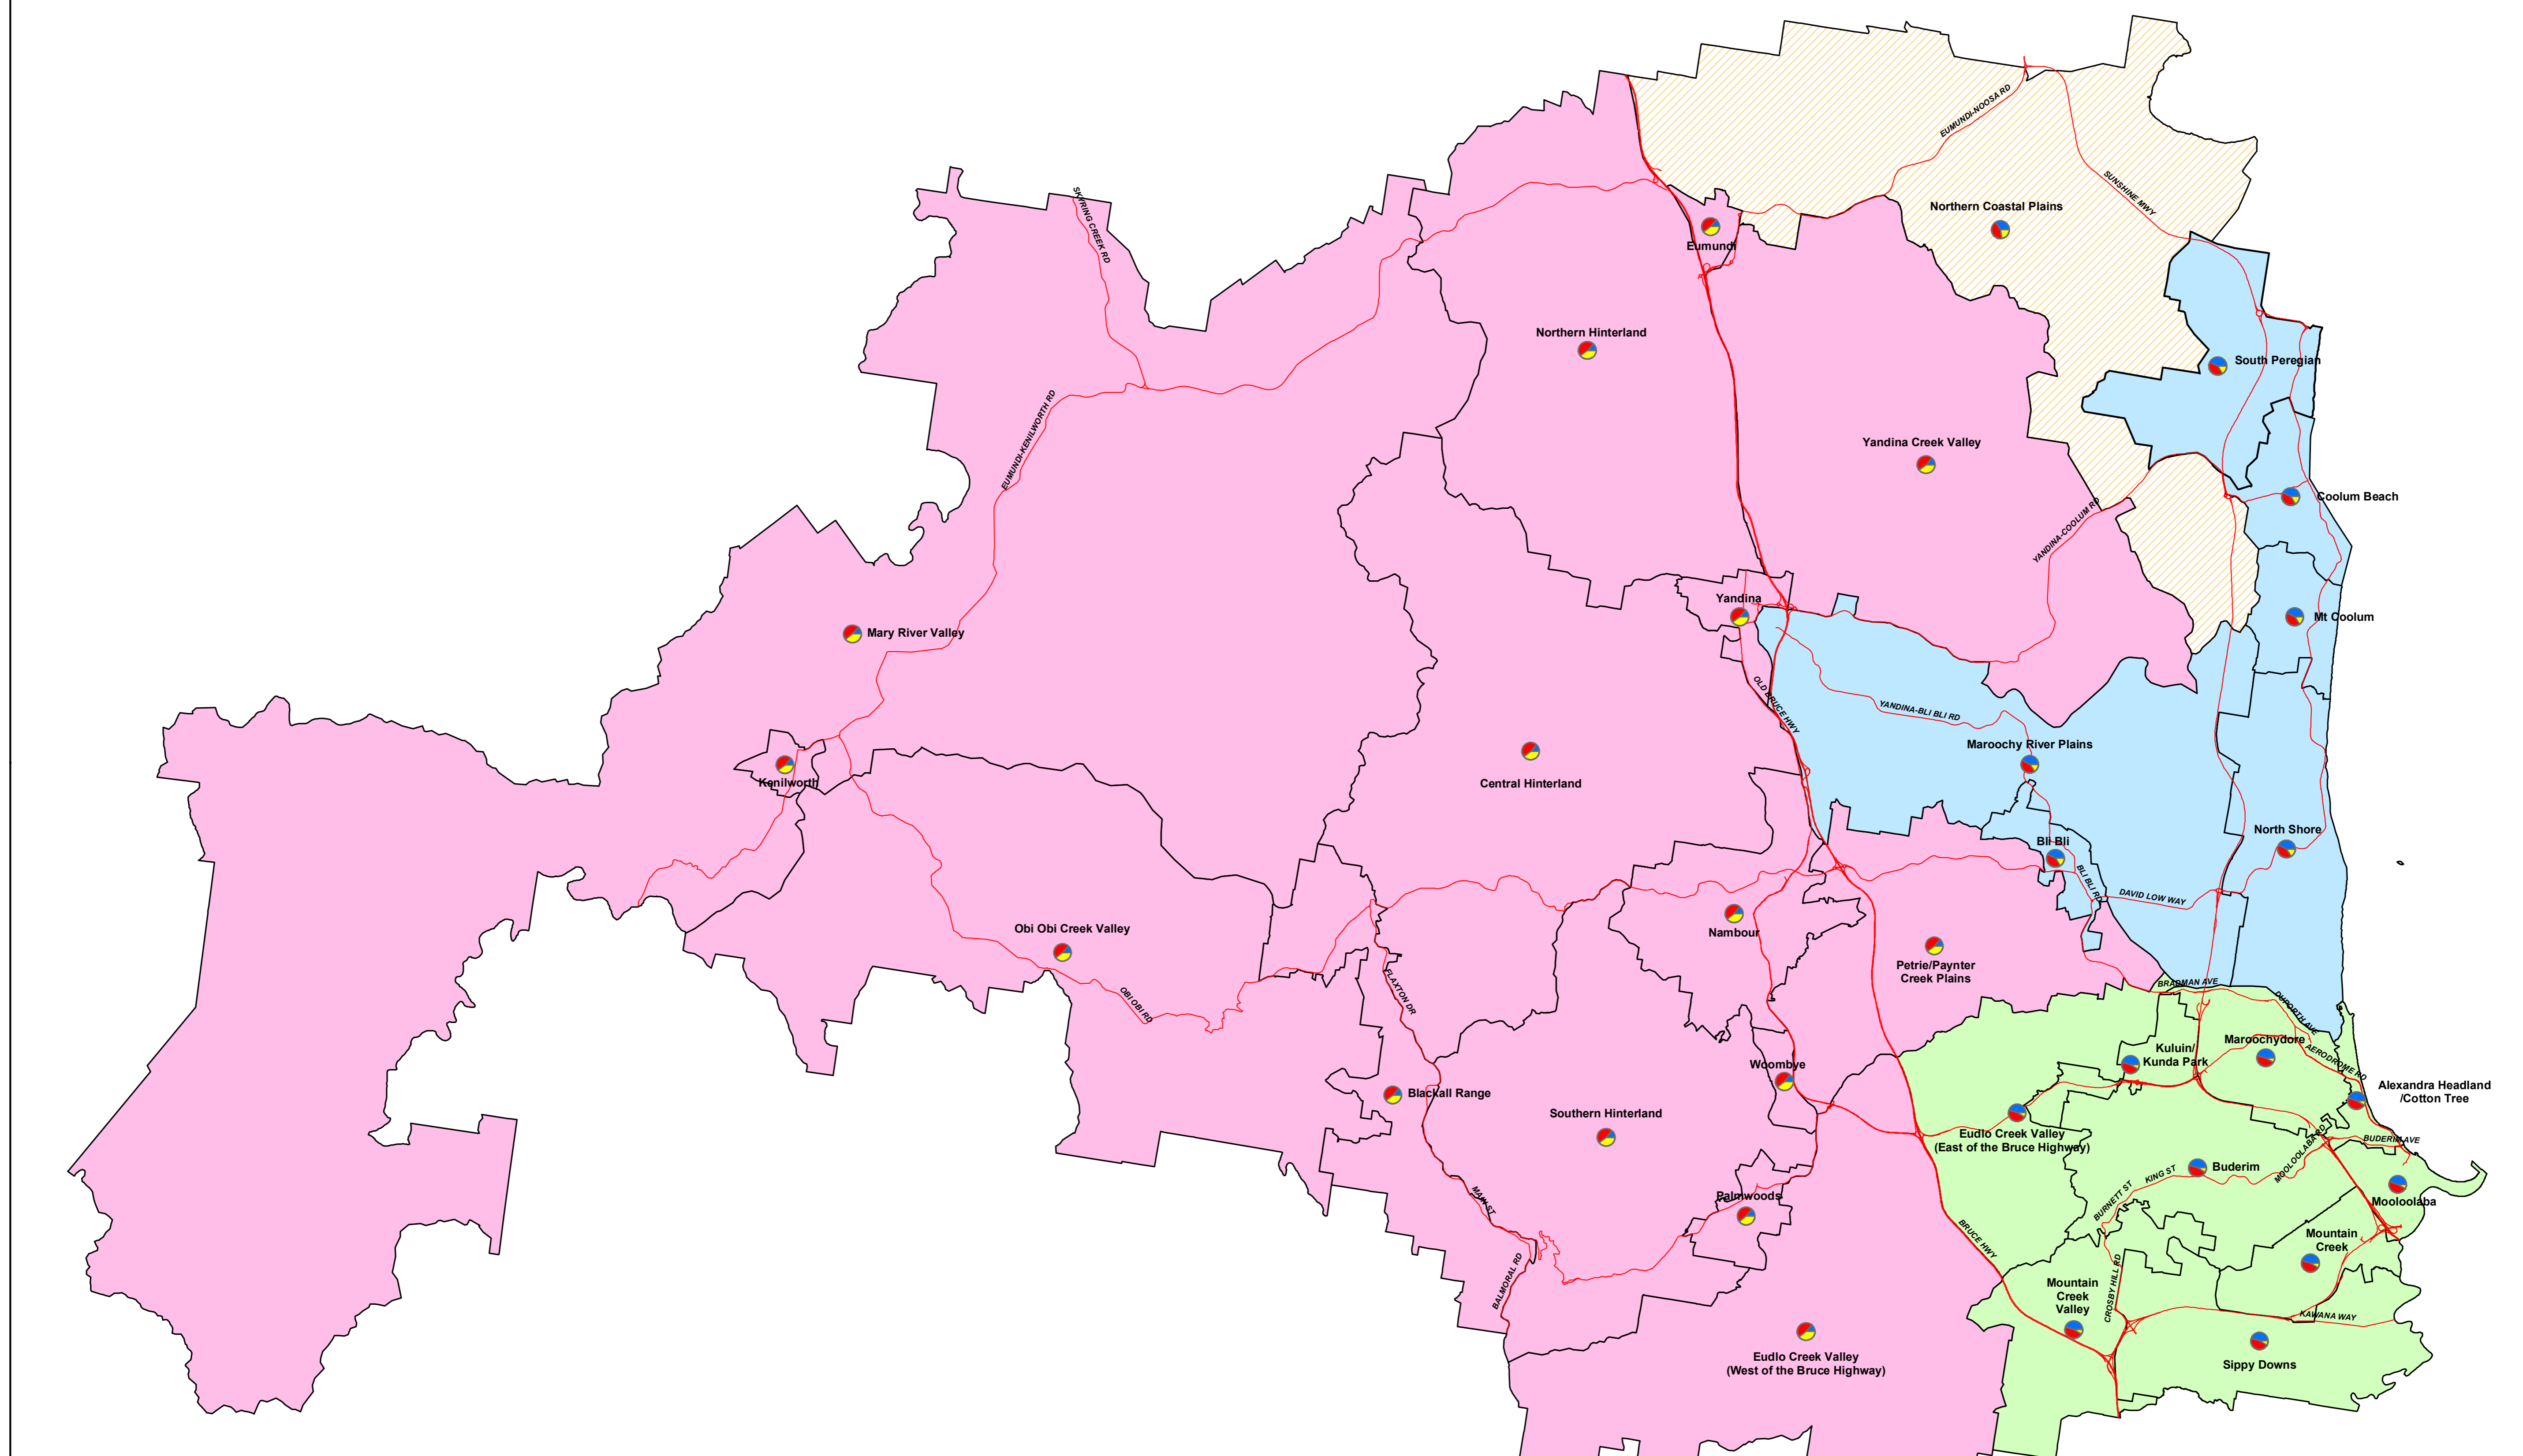 EUMUNDI-NOOSA RD
SUNSHINE MWY
SKYRING CREEK RD
Northern Coastal Plains
Eumundi
Northern Hinterland
South Peregian
EUMUNDI-KENILWORTH RD
Yandina Creek Valley
Coolum Beach
YANDINA-COOLUM RD
Yandina
Mt Coolum
Mary River Valley
OLD BRUCE HWY
YANDINA-BLI BLI RD
Maroochy River Plains
Kenilworth
Central Hinterland
North Shore
Bli Bli
BLI BLI RD
DAVID LOW WAY
Obi Obi Creek Valley
Nambour
Petrie/Paynter
Creek Plains
FLAXTON DR
OBI OBI RD
BRADMAN AVE
DUPORTH AVE
Maroochydore
Kuluin/
Kunda Park
AERODROME RD
Woombye
Alexandra Headland
/Cotton Tree
Blackall Range
Southern Hinterland
Eudlo Creek Valley
(East of the Bruce Highway)
MOOLOOLABA RD
BUDERIM AVE
Buderim
KING ST
BURNETT ST
Mooloolaba
MAIN ST
Palmwoods
BRUCE HWY
Mountain
Creek
BALMORAL RD
CROSBY HILL RD
Mountain
Creek
Valley
KAWANA WAY
Eudlo Creek Valley
(West of the Bruce Highway)
Sippy Downs